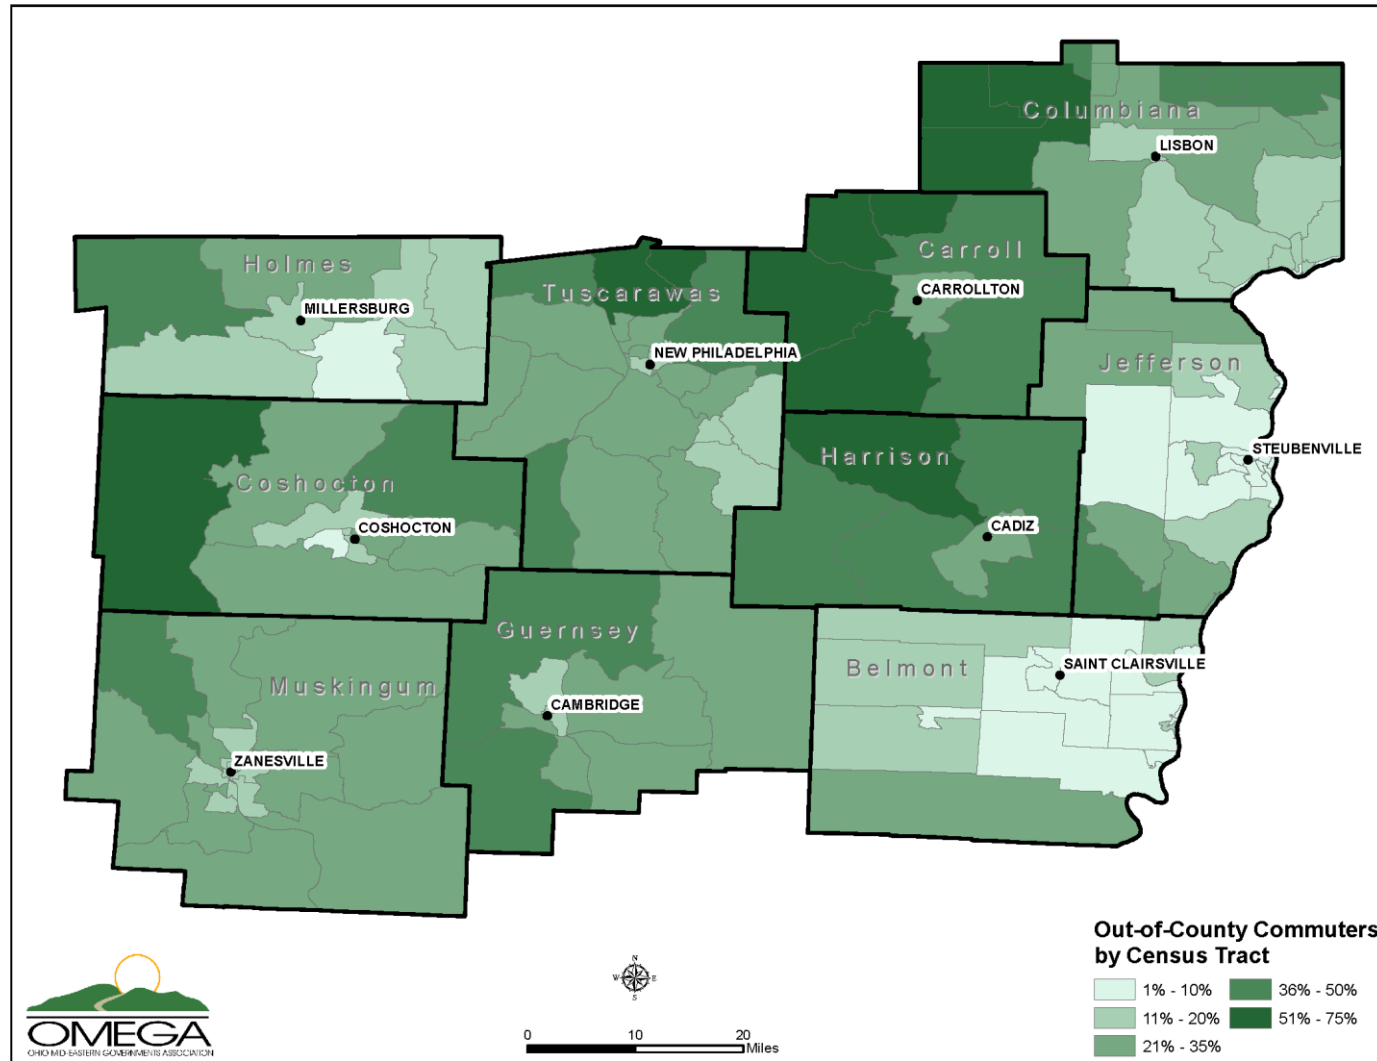 Columbiana
LISBON
Holmes
MILLERSBURG
Tuscarawas
NEW PHILADELPHIA
Carroll
CARROLLTON
Jefferson
STEUBENVILLE
Coshocton
COSHOCTON
Harrison
CADIZ
Guernsey
CAMBRIDGE
Belmont
SAINT CLAIRSVILLE
Muskingum
ZANESVILLE
Out-of-County Commuters
by Census Tract
1% - 10%
11% - 20%
21% - 35%
36% - 50%
51% - 75%
N
W E
S
0 10 20
Miles
OMEGA
OHIO MID-EASTERN GOVERNMENTS ASSOCIATION